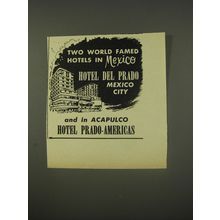 TWO WORLD FAMED
HOTELS IN Mexico
HOTEL DEL PRADO
MEXICO
CITY
and in ACAPULCO
HOTEL PRADO-AMERICAS